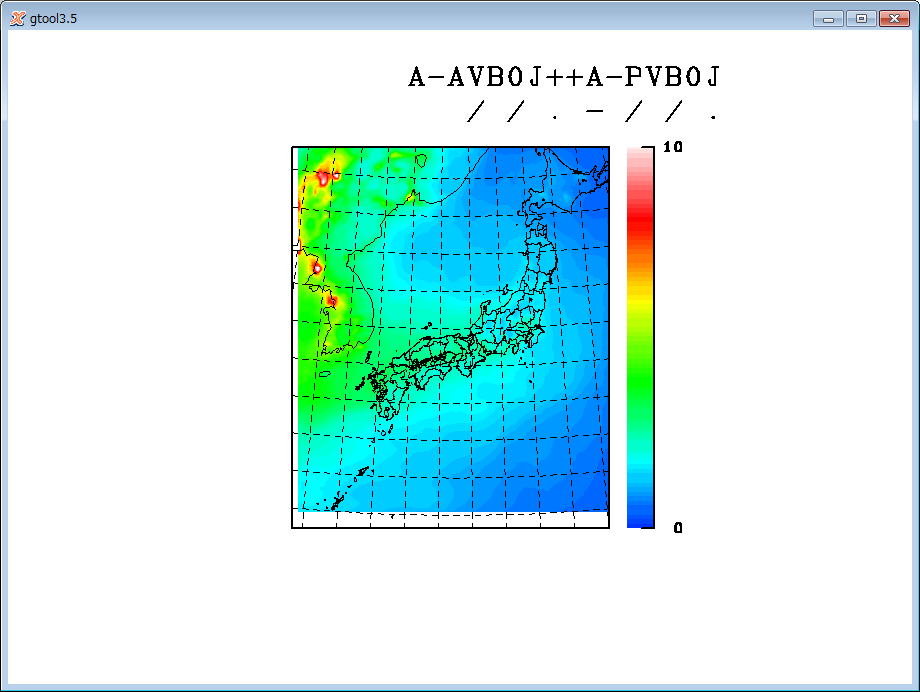 gtool3.5
A-AVBOJ++A-PVBOJ
// . - // .
10
0